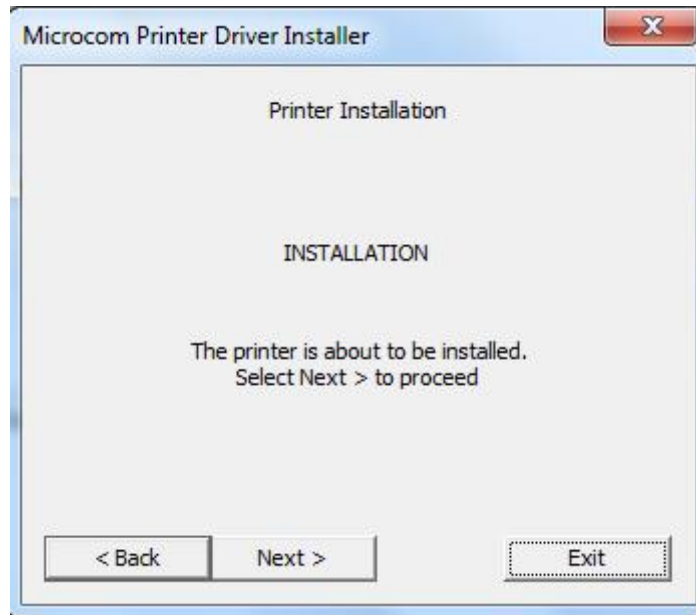 Microcom Printer Driver Installer
Printer Installation
INSTALLATION
The printer is about to be installed.
Select Next > to proceed
< Back
Next >
Exit